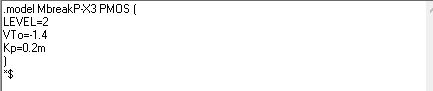 .model MbreakP-X3 PMOS (
LEVEL=2
VTo=-1.4
Kp=0.2m
)
*$